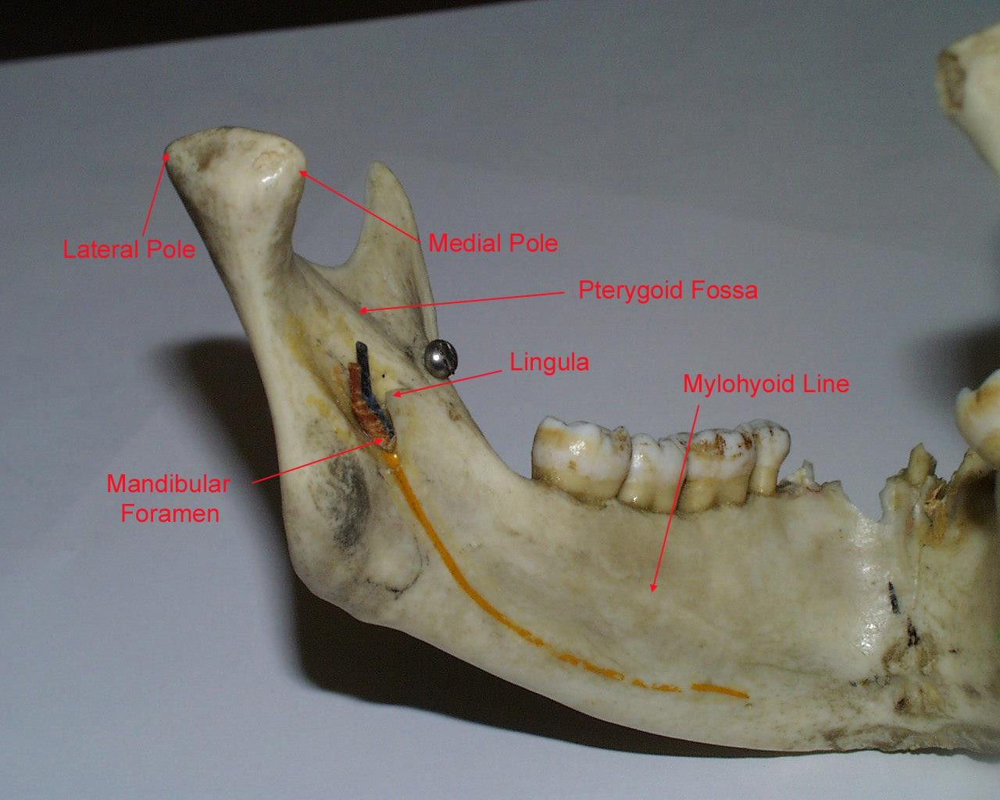 Lateral Pole
Medial Pole
Pterygoid Fossa
Lingula
Mylohyoid Line
Mandibular
Foramen